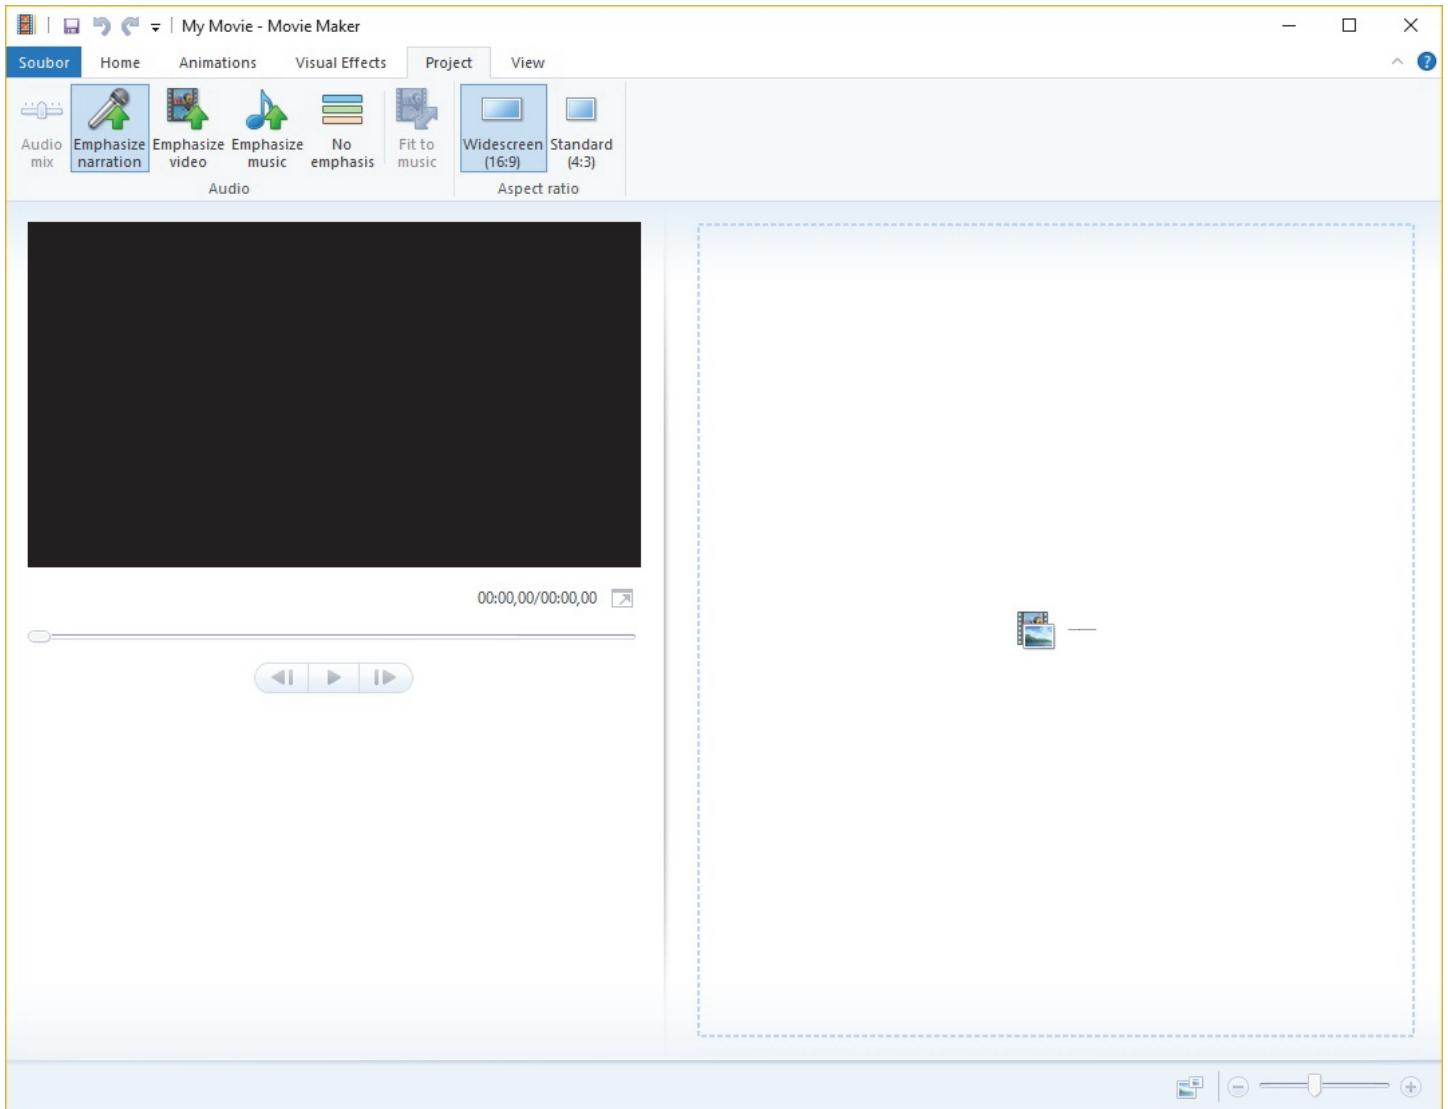 My Movie - Movie Maker
Soubor Home Animations Visual Effects Project View
Audio mix
Emphasize narration
Emphasize video
Emphasize music
No emphasis
Fit to music
Widescreen (16:9)
Standard (4:3)
Audio
Aspect ratio
00:00,00/00:00,00